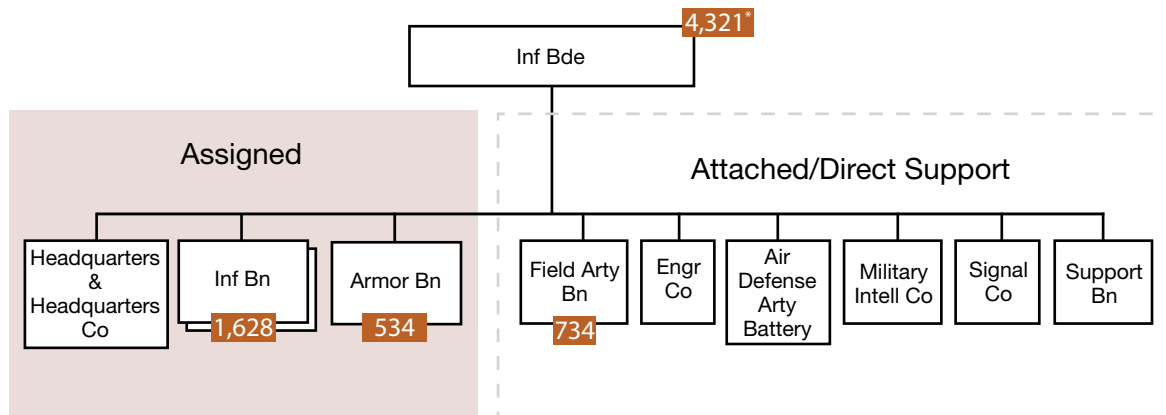 4,321*
Inf Bde
Assigned
Attached/Direct Support
Headquarters
&
Headquarters
Co
Inf Bn
1,628
Armor Bn
534
Field Arty
Bn
734
Engr
Co
Air
Defense
Arty
Battery
Military
Intell Co
Signal
Co
Support
Bn